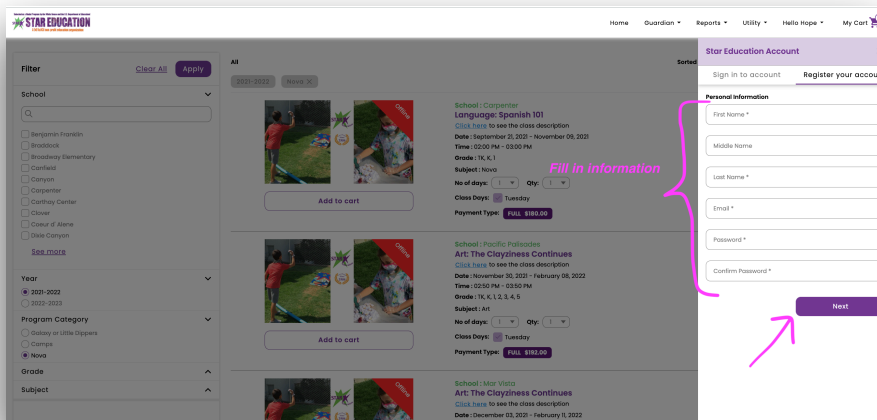 STAR EDUCATION
Home Guardian Reports Utility Hello Hope My Cart
Star Education Account
Sign in to account Register your accou
Personal Information
First Name *
Middle Name
Last Name *
Email *
Password *
Confirm Password *
Next
Fill in information
Filter Clear All Apply
School
Benjamin Franklin
Braddock
Broadway Elementary
Canfield
Canyon
Carpenter
Carthay Center
Clover
Coeur d' Alene
Dixie Canyon
See more
Year
2021-2022
2022-2023
Program Category
Galaxy or Little Dippers
Camps
Nova
Grade
Subject
All Sorted
2021-2022 Nova X
Offline
School : Carpenter
Language: Spanish 101
Click here to see the class description
Date : September 21, 2021 - November 09, 2021
Time : 02:00 PM - 03:00 PM
Grade : TK, K, 1
Subject : Nova
No of days: 1 Qty: 1
Class Days: Tuesday
Payment Type: FULL $180.00
Add to cart
Offline
School : Pacific Palisades
Art: The Clayziness Continues
Click here to see the class description
Date : November 30, 2021 - February 08, 2022
Time : 02:50 PM - 03:50 PM
Grade : TK, K, 1, 2, 3, 4, 5
Subject : Art
No of days: 1 Qty: 1
Class Days: Tuesday
Payment Type: FULL $192.00
Add to cart
Offline
School : Mar Vista
Art: The Clayziness Continues
Click here to see the class description
Date : December 03, 2021 - February 11, 2022